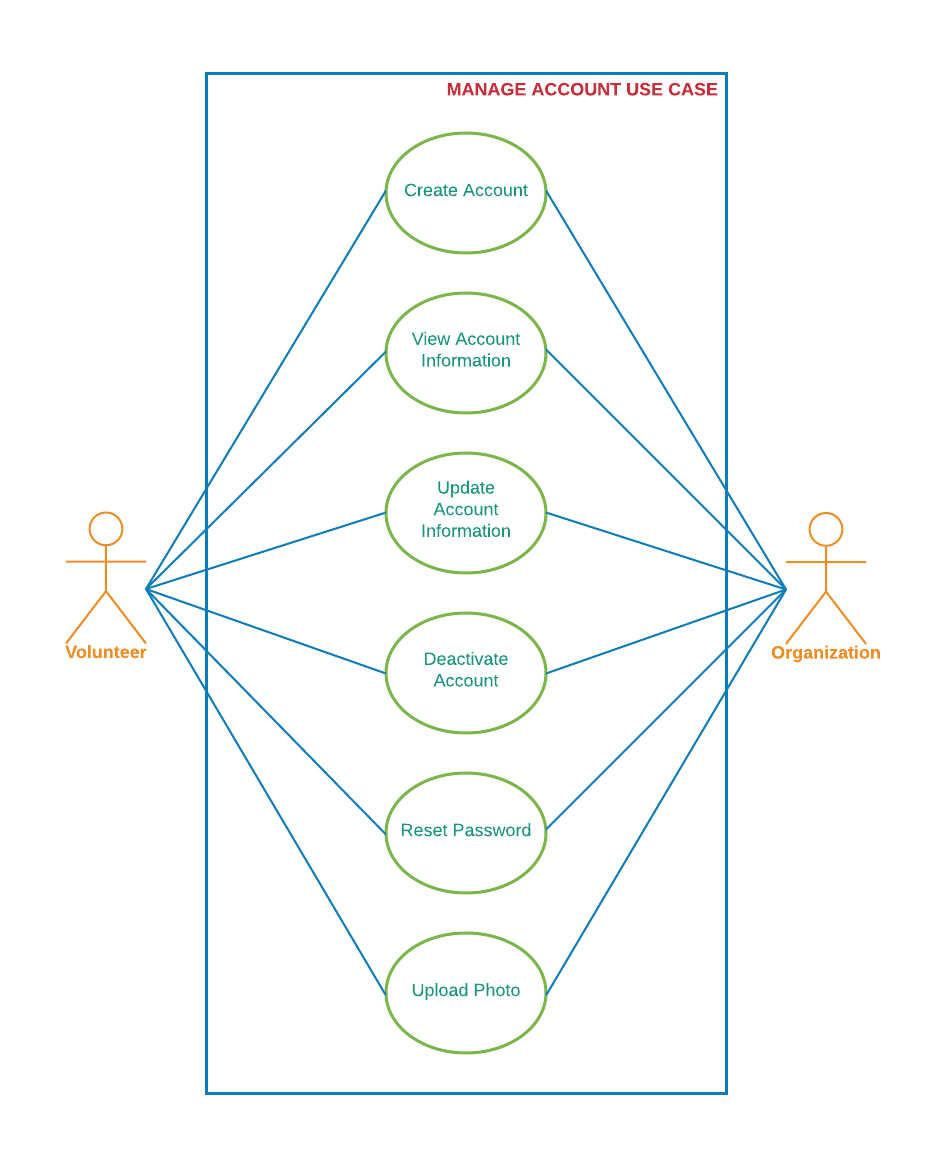 MANAGE ACCOUNT USE CASE
Create Account
View Account
Information
Update
Account
Information
Volunteer
Organization
Deactivate
Account
Reset Password
Upload Photo